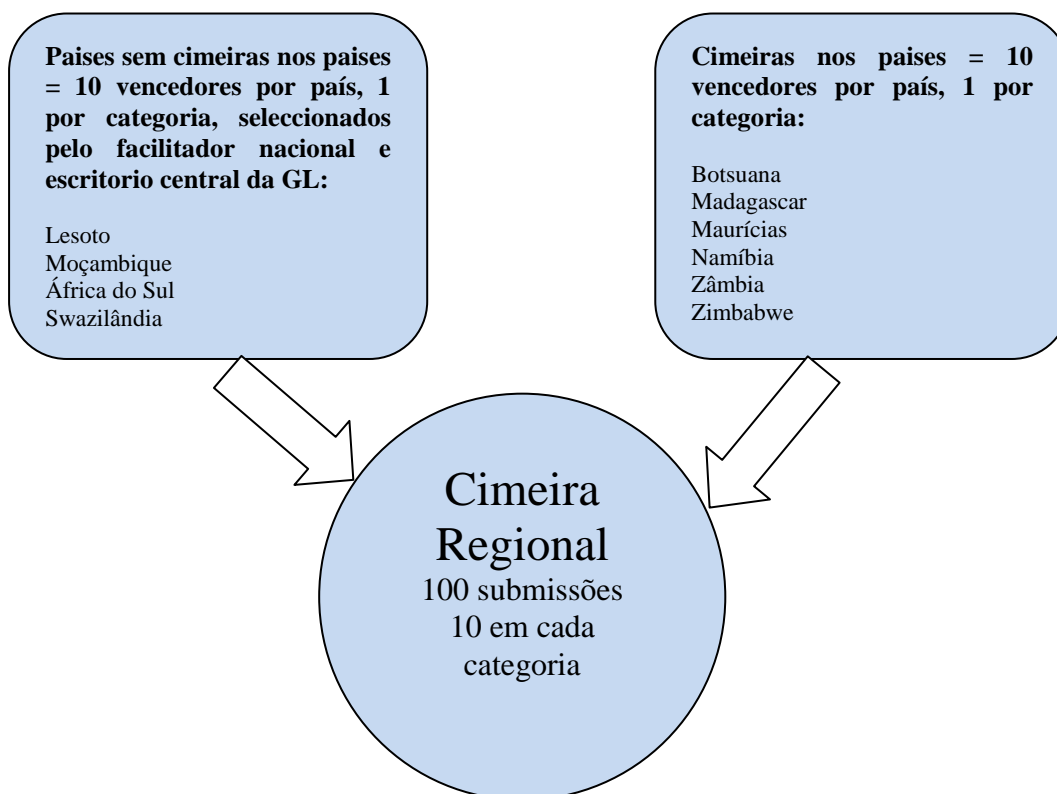 Paises sem cimeiras nos paises
= 10 vencedores por país, 1
por categoria, seleccionados
pelo facilitador nacional e
escritorio central da GL:
Lesoto
Moçambique
África do Sul
Swazilândia
Cimeiras nos paises = 10
vencedores por país, 1 por
categoria:
Botsuana
Madagascar
Maurícias
Namíbia
Zâmbia
Zimbabwe
Cimeira
Regional
100 submissões
10 em cada
categoria